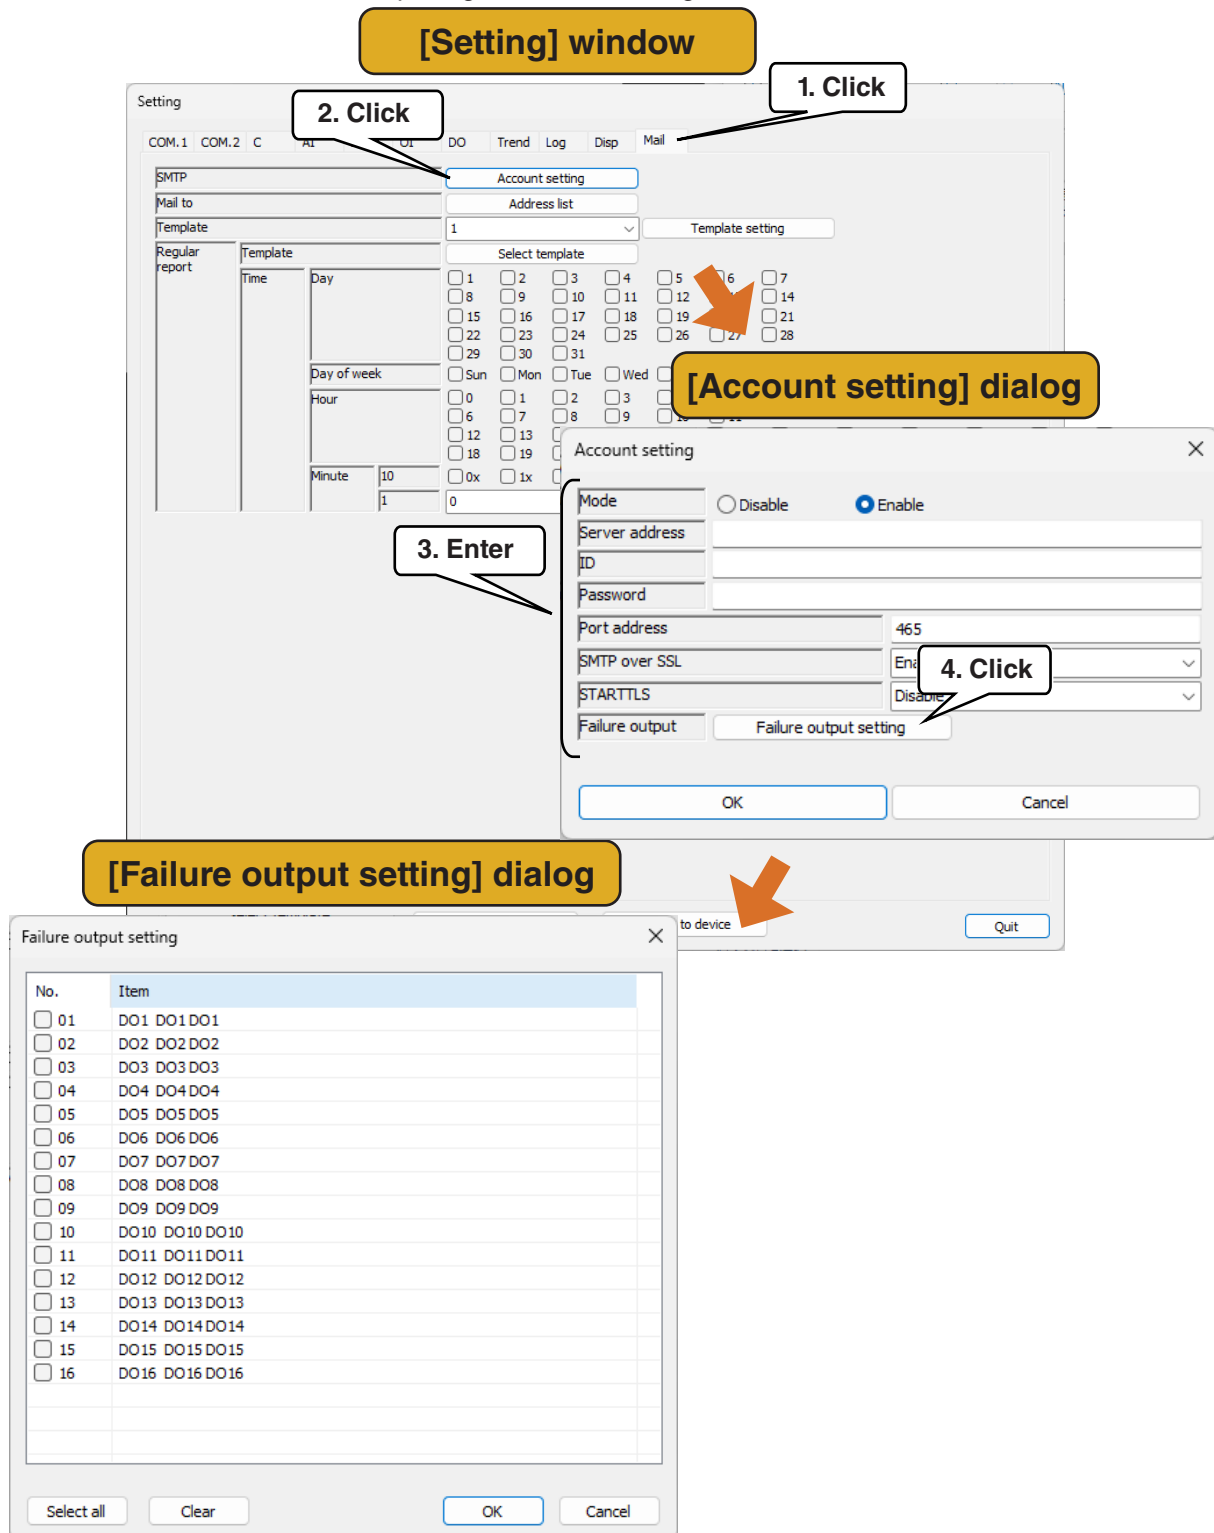 [Setting] window
1. Click
Setting
2. Click
COM.1 COM.2 C DO Trend Log Disp Mail
SMTP Account setting
Mail to Address list
Template 1 Template setting
Regular report Template Select template
Time Day 1 2 3 4 5 6 7
8 9 10 11 12 14
15 16 17 18 19 21
22 23 24 25 26 27 28
29 30 31
Day of week Sun Mon Tue Wed
[Account setting] dialog
Hour 0 1 2 3
6 7 8 9
12 13
18 19
Minute 10 0x 1x
1 0
Account setting
Mode Disable Enable
3. Enter
Server address
ID
Password
Port address 465
SMTP over SSL
4. Click
STARTTLS Disable
Failure output Failure output setting
OK Cancel
[Failure output setting] dialog
to device Quit
Failure output setting
No. Item
01 DO1 DO1 DO1
02 DO2 DO2 DO2
03 DO3 DO3 DO3
04 DO4 DO4 DO4
05 DO5 DO5 DO5
06 DO6 DO6 DO6
07 DO7 DO7 DO7
08 DO8 DO8 DO8
09 DO9 DO9 DO9
10 DO10 DO10 DO10
11 DO11 DO11 DO11
12 DO12 DO12 DO12
13 DO13 DO13 DO13
14 DO14 DO14 DO14
15 DO15 DO15 DO15
16 DO16 DO16 DO16
Select all Clear OK Cancel